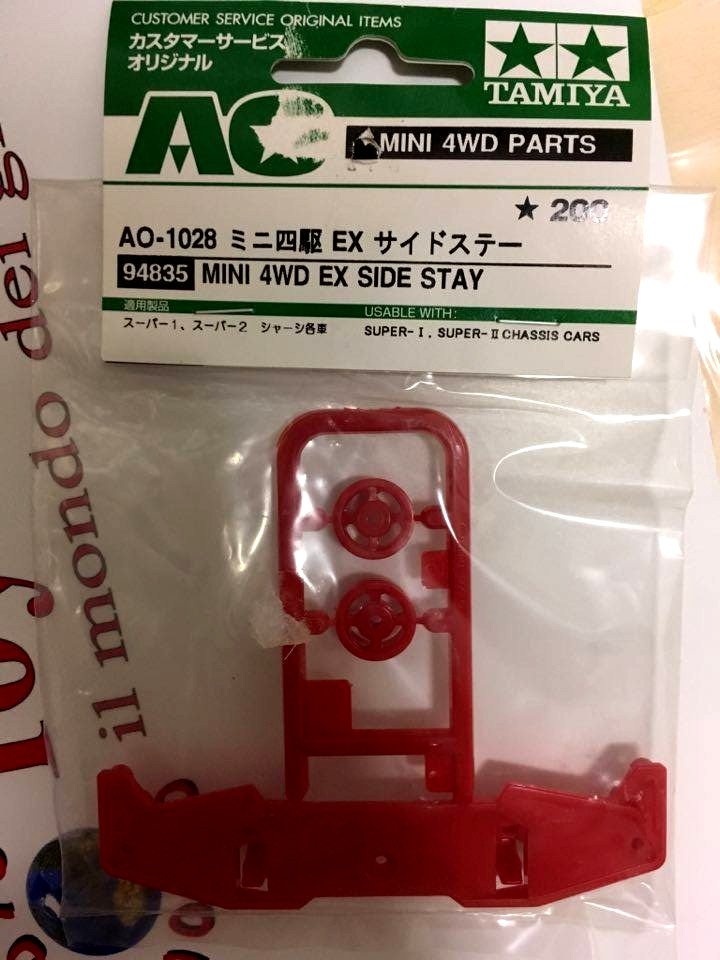 CUSTOMER SERVICE ORIGINAL ITEMS
カスタマーサービス
オリジナル
TAMIYA
AO
MINI 4WD PARTS
★ 200
AO-1028 ミニ四駆 EX サイドステー
94835 MINI 4WD EX SIDE STAY
適用製品
USABLE WITH:
スーパー1、スーパー2 シャーシ各車
SUPER-I, SUPER-II CHASSIS CARS
il mondo dei